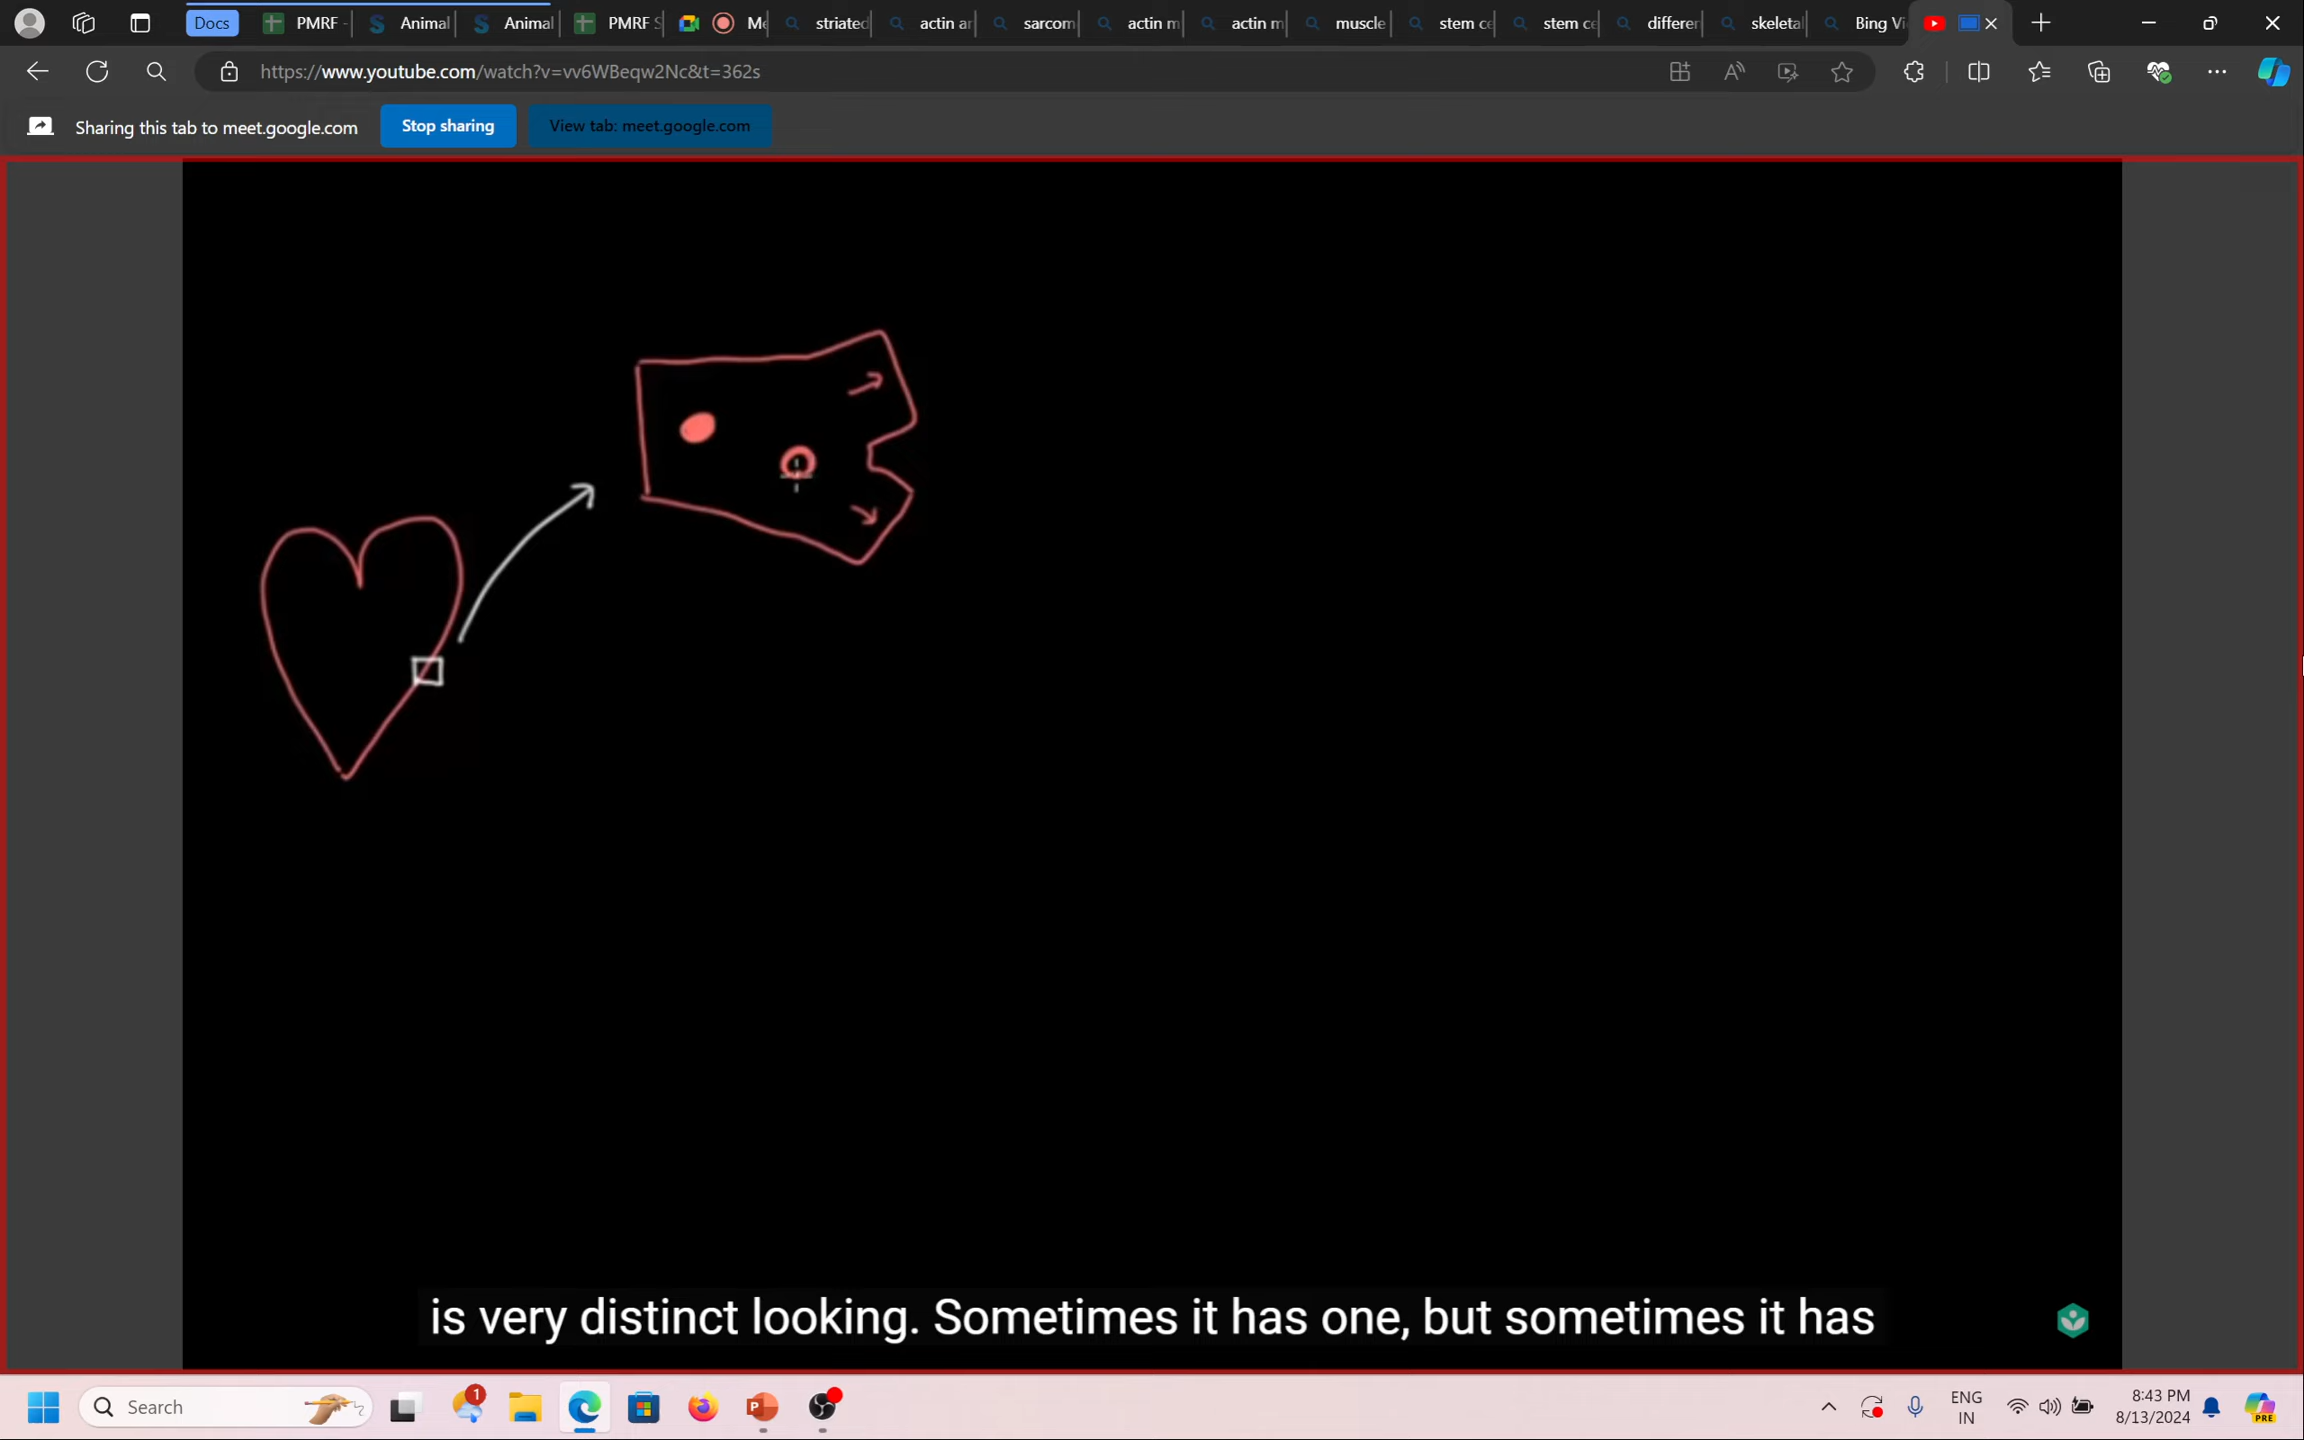 Docs PMRF - Animal Animal PMRF S Me striated actin ar sarcom actin m actin m muscle stem ce stem ce differer skeletal Bing Vi
https://www.youtube.com/watch?v=vv6WBeqw2Nc&t=362s
Sharing this tab to meet.google.com Stop sharing View tab: meet.google.com
is very distinct looking. Sometimes it has one, but sometimes it has
Search 1 ENG 8:43 PM
IN 8/13/2024
PRE